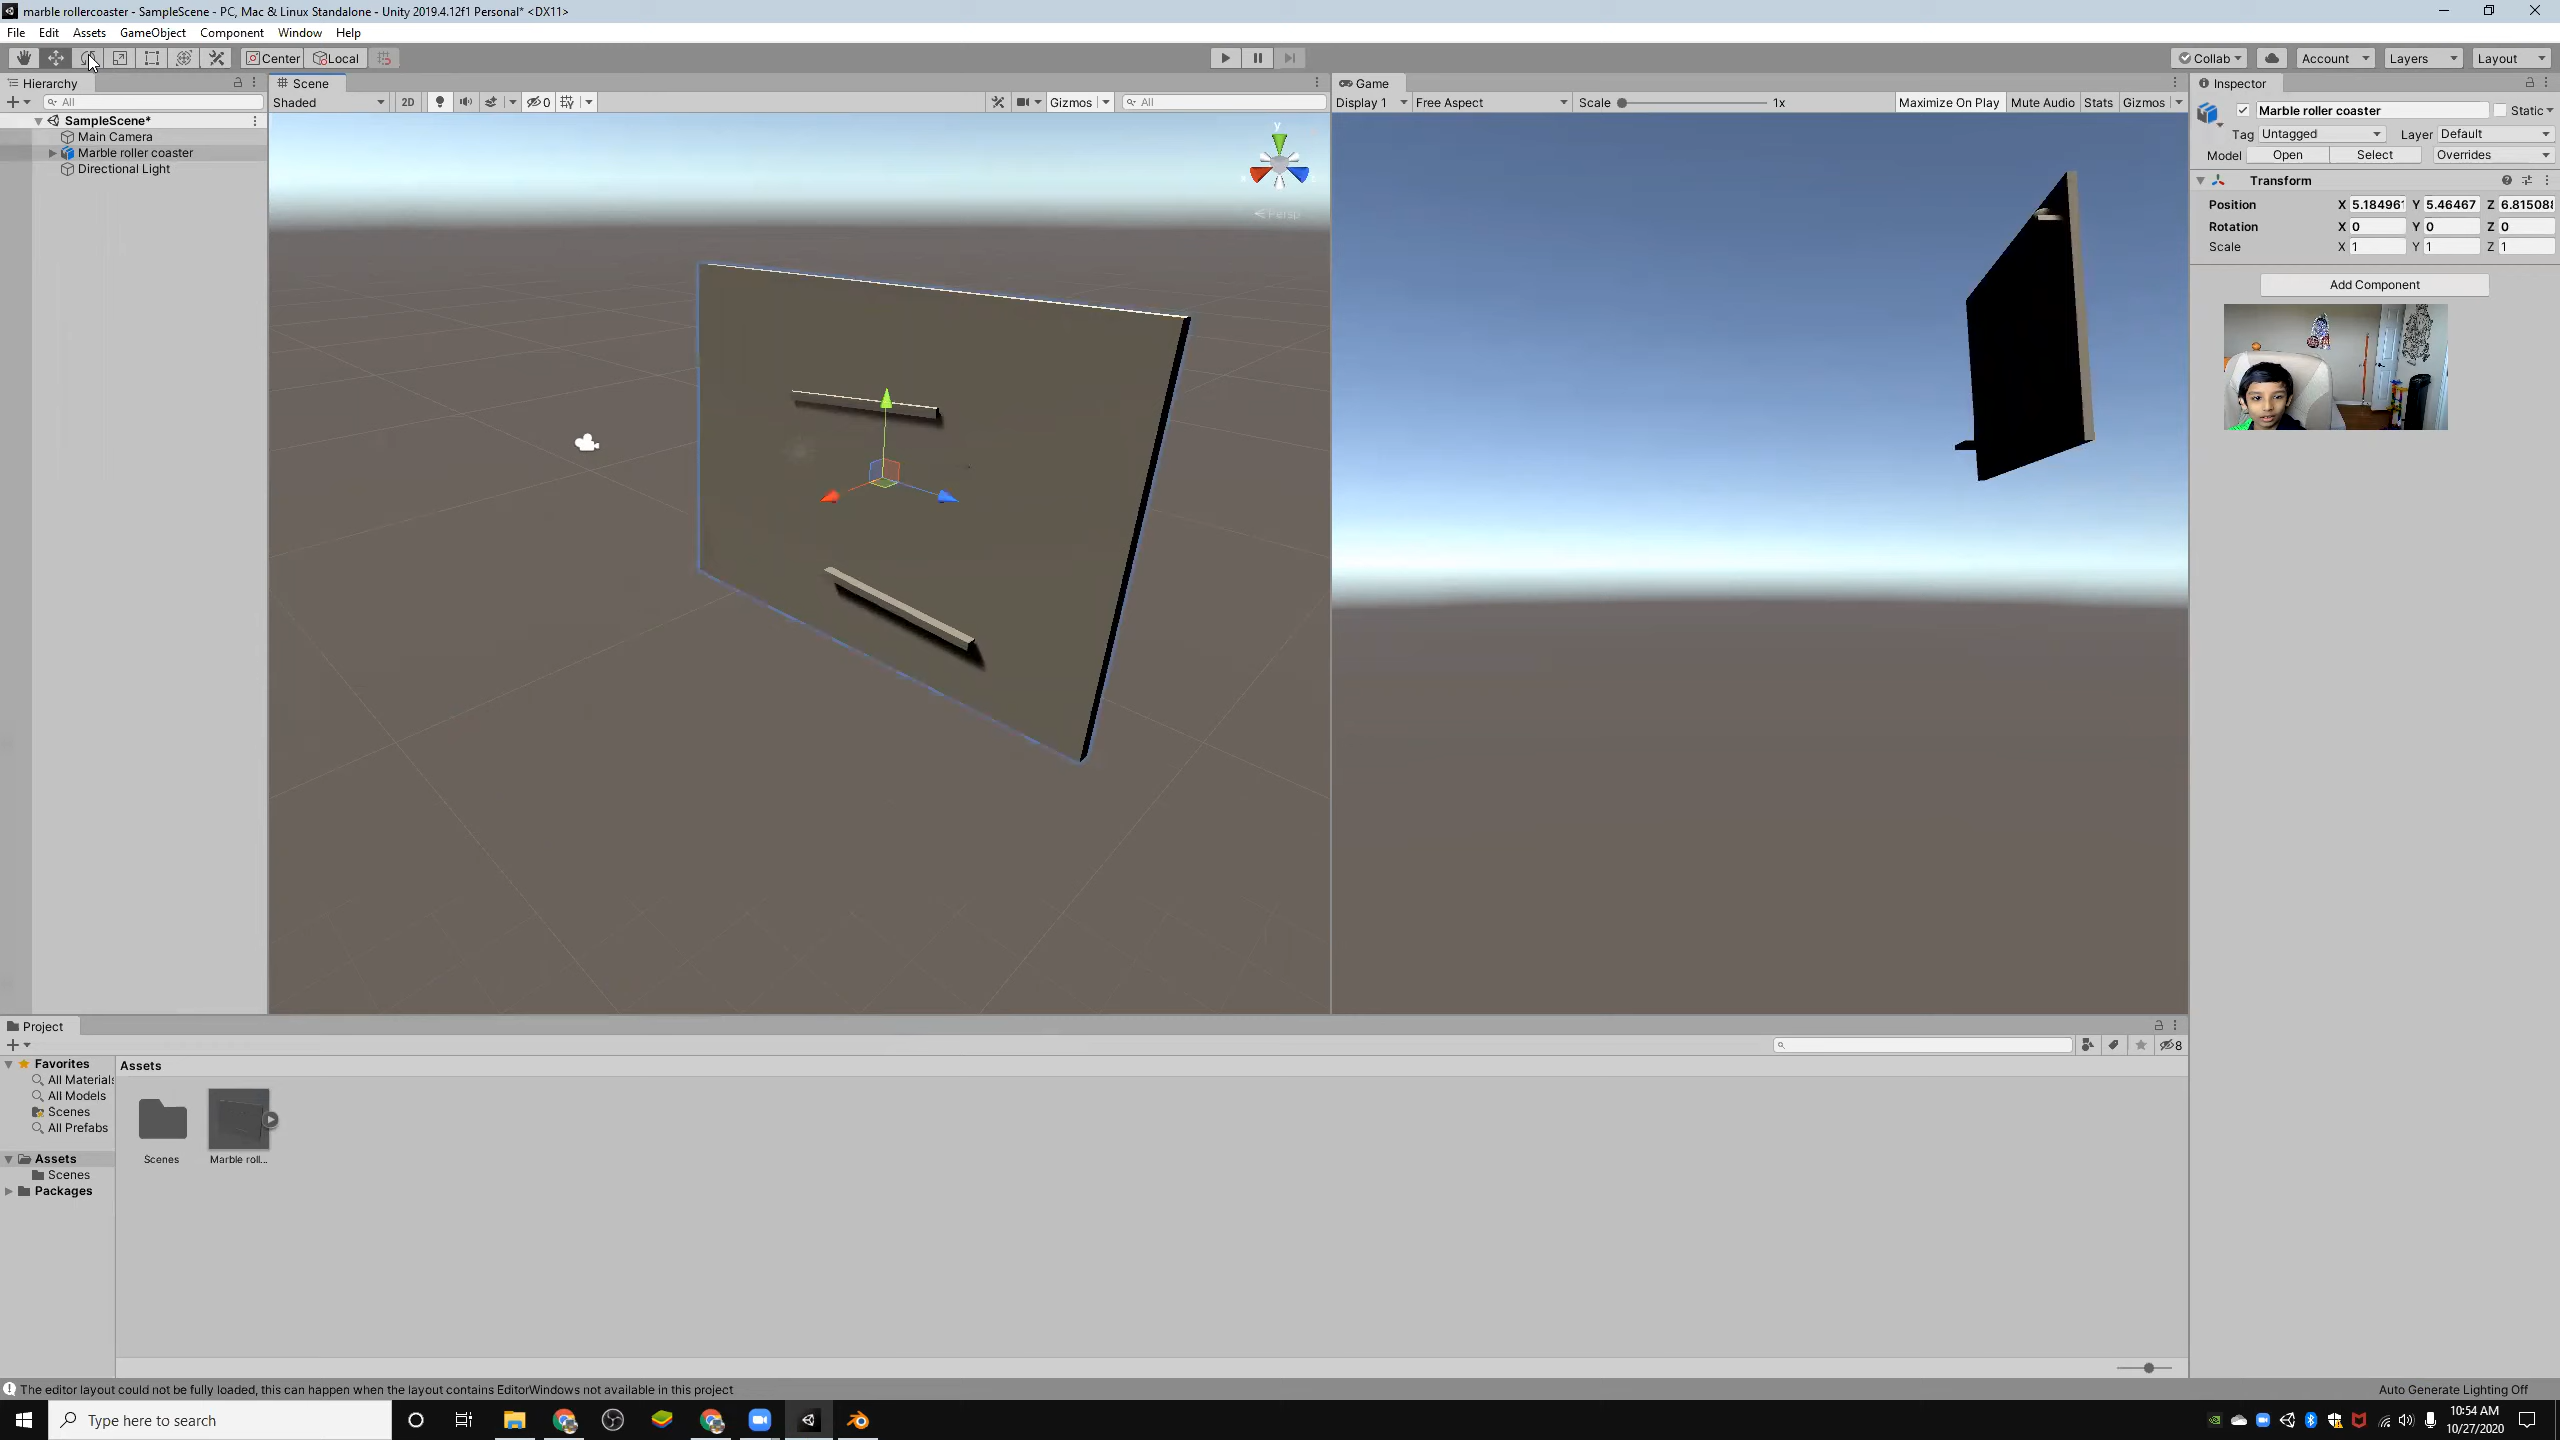 marble rollercoaster - SampleScene - PC, Mac & Linux Standalone - Unity 2019.4.12f1 Personal* <DX11>
File Edit Assets GameObject Component Window Help
Center Local
Collab Account Layers Layout
Hierarchy
All
SampleScene*
Main Camera
Marble roller coaster
Directional Light
Scene
Shaded 2D 0 Gizmos All
y
Persp
Game
Display 1 Free Aspect Scale 1x Maximize On Play Mute Audio Stats Gizmos
Inspector
Marble roller coaster Static
Tag Untagged Layer Default
Model Open Select Overrides
Transform
Position X 5.184961 Y 5.46467 Z 6.815088
Rotation X 0 Y 0 Z 0
Scale X 1 Y 1 Z 1
Add Component
Project
8
Favorites
All Materials
All Models
Scenes
All Prefabs
Assets
Scenes
Packages
Assets
Scenes
Marble roll...
The editor layout could not be fully loaded, this can happen when the layout contains EditorWindows not available in this project
Auto Generate Lighting Off
Type here to search
10:54 AM
10/27/2020